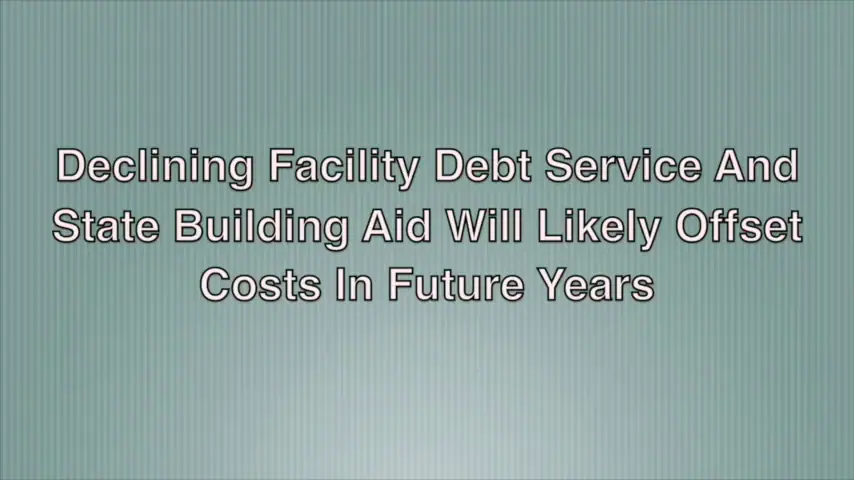 Declining Facility Debt Service And
State Building Aid Will Likely Offset
Costs In Future Years